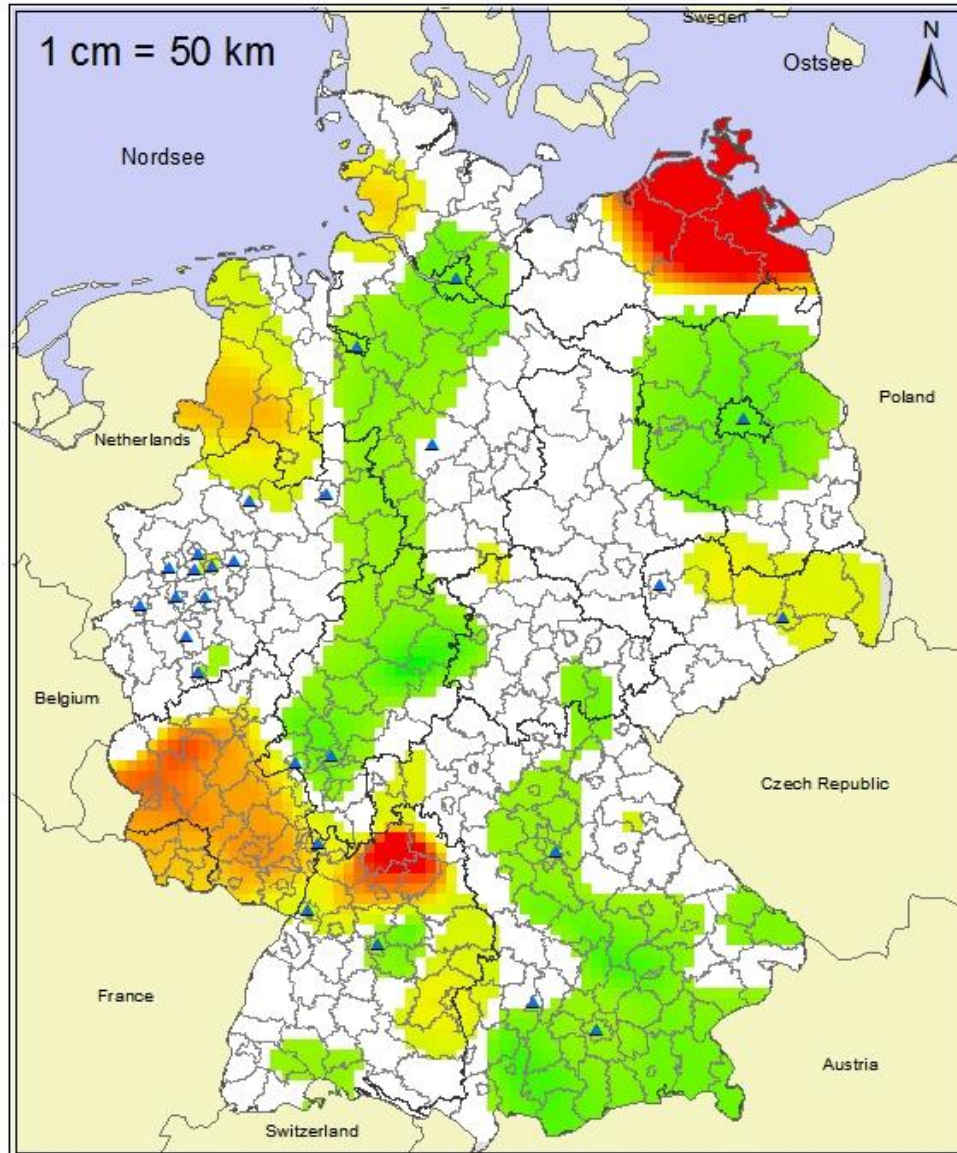 Sweden
1 cm = 50 km
N
Ostsee
Nordsee
Poland
Netherlands
Belgium
Czech Republic
France
Austria
Switzerland